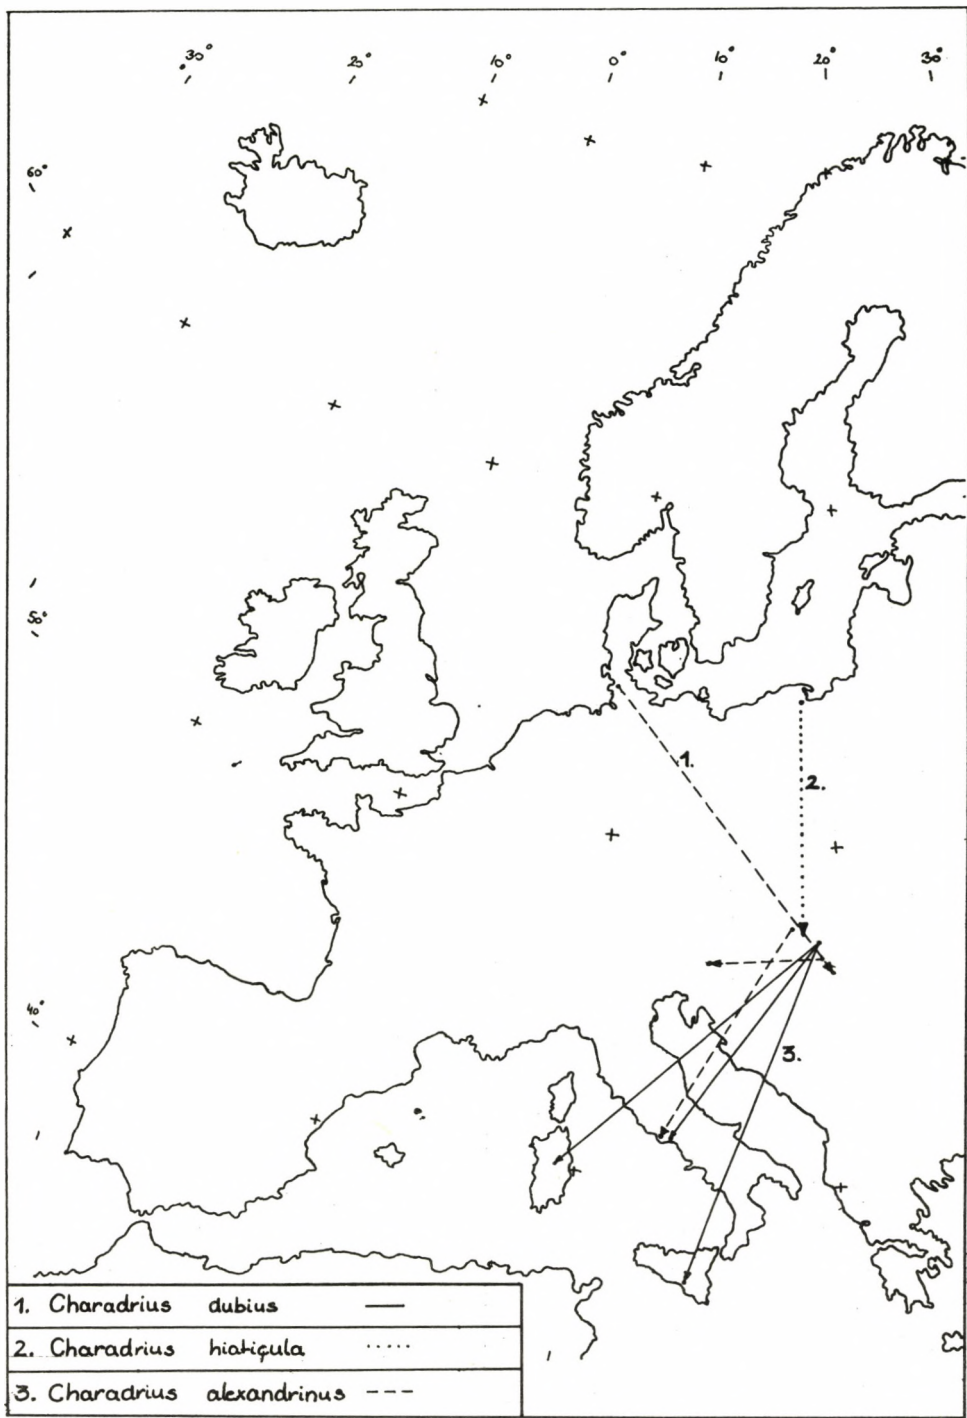 30° 20° 10° 0° 10° 20° 30°
60°
50°
1.
2.
40°
3.
1. Charadrius dubius
2. Charadrius hiaticula
3. Charadrius alexandrinus